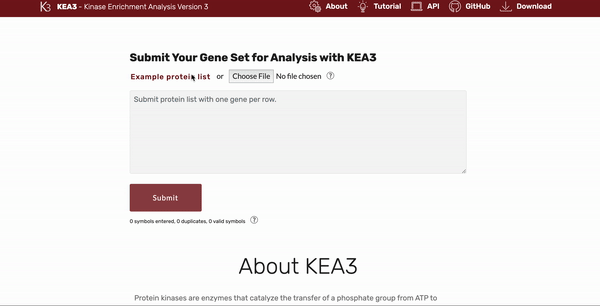 KEA3 - Kinase Enrichment Analysis Version 3 About Tutorial API GitHub Download
Submit Your Gene Set for Analysis with KEA3
Example protein list or Choose File No file chosen ?
Submit protein list with one gene per row.
Submit
0 symbols entered, 0 duplicates, 0 valid symbols ?
About KEA3
Protein kinases are enzymes that catalyze the transfer of a phosphate group from ATP to